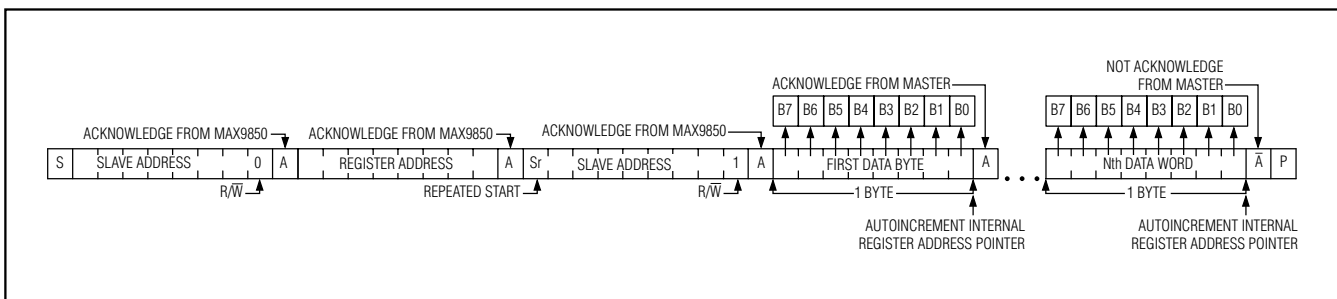 NOT ACKNOWLEDGE
FROM MASTER
ACKNOWLEDGE FROM MASTER
B7 B6 B5 B4 B3 B2 B1 B0
B7 B6 B5 B4 B3 B2 B1 B0
ACKNOWLEDGE FROM MAX9850
ACKNOWLEDGE FROM MAX9850
ACKNOWLEDGE FROM MAX9850
S SLAVE ADDRESS 0 A REGISTER ADDRESS A Sr SLAVE ADDRESS 1 A FIRST DATA BYTE A • • • Nth DATA WORD A̅ P
R/W̅
REPEATED START
R/W̅
1 BYTE
1 BYTE
AUTOINCREMENT INTERNAL
REGISTER ADDRESS POINTER
AUTOINCREMENT INTERNAL
REGISTER ADDRESS POINTER